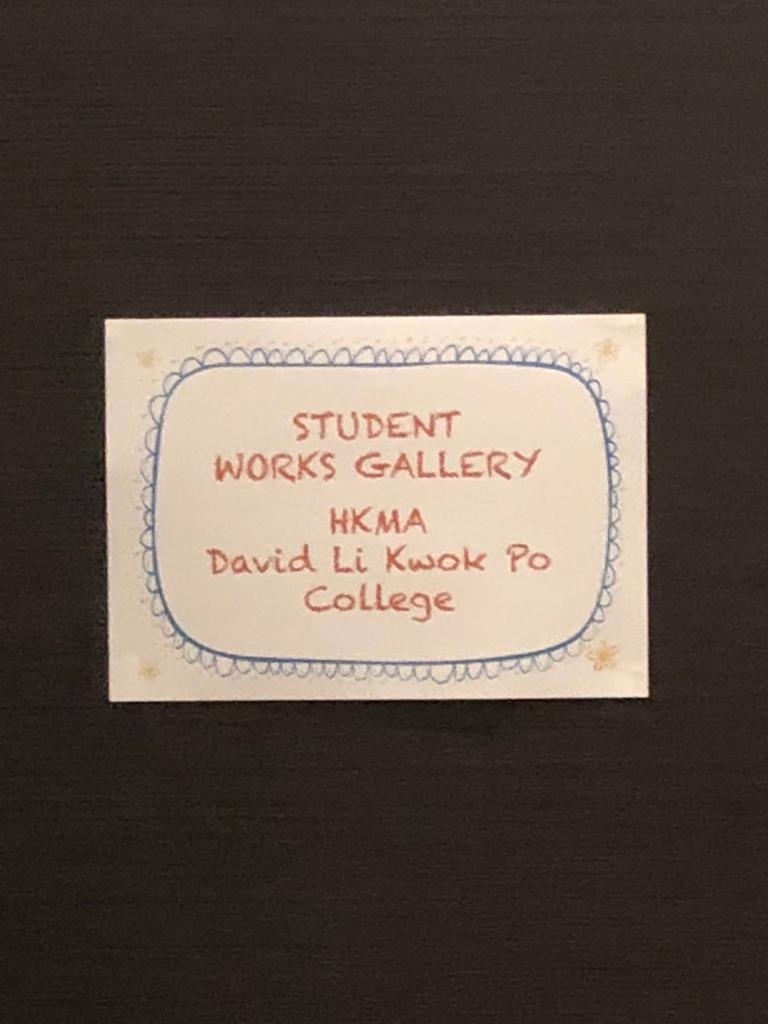 STUDENT
WORKS GALLERY
HKMA
David Li Kwok Po
College